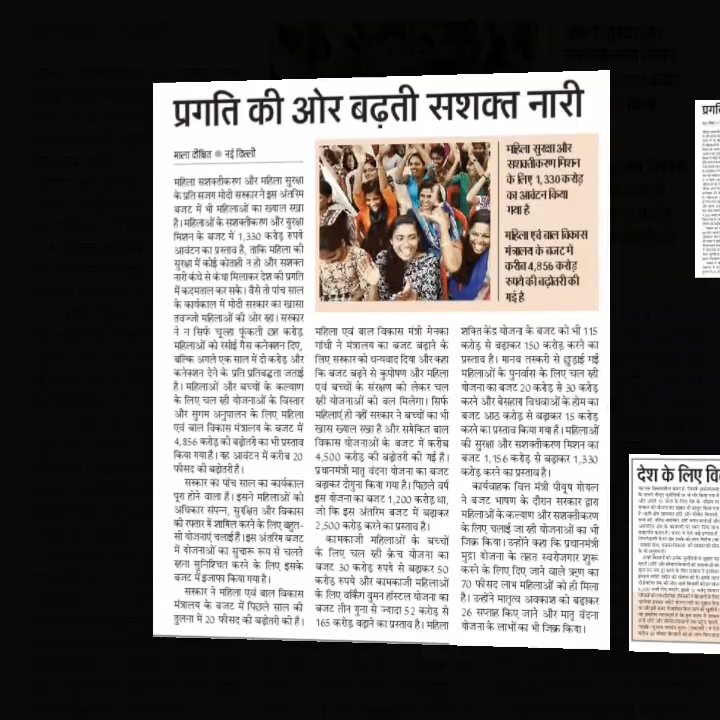 प्रगति की ओर बढ़ती सशक्त नारी
माला दीक्षित ● नई दिल्ली
महिला सशक्तीकरण और महिला सुरक्षा
के प्रति सजग मोदी सरकार ने इस अंतरिम
बजट में भी महिलाओं का ख्याल रखा
है। महिलाओं की सशक्तीकरण और सुरक्षा
मिशन के बजट में 1,330 करोड़ रुपये
आवंटन का प्रस्ताव है, ताकि महिला की
सुरक्षा में कोई कोताही न हो और सशक्त
नारी कंधे से कंधा मिलाकर देश की प्रगति
में कदमताल कर सके। वैसे तो पांच साल
के कार्यकाल में मोदी सरकार का खासा
तवज्जो महिलाओं की ओर रहा। सरकार
ने न सिर्फ चूल्हा फूंकती छह करोड़
महिलाओं को रसोई गैस कनेक्शन दिए,
बल्कि अगले एक साल में दो करोड़ और
कनेक्शन देने के प्रति प्रतिबद्धता जताई
है। महिलाओं और बच्चों के कल्याण
के लिए चल रही योजनाओं के विस्तार
और सुगम अनुपालन के लिए महिला
एवं बाल विकास मंत्रालय के बजट में
4,856 करोड़ की बढ़ोतरी का भी प्रस्ताव
किया गया है। यह आवंटन में करीब 20
फीसद की बढ़ोतरी है।
सरकार का पांच साल का कार्यकाल
पूरा होने वाला है। इसने महिलाओं को
अधिकार संपन्न, सुरक्षित और विकास
की रफ्तार में शामिल करने के लिए बहुत-
सी योजनाएं चलाई हैं। इस अंतरिम बजट
में योजनाओं का सुचारू रूप से चलते
रहना सुनिश्चित करने के लिए इसके
बजट में इजाफा किया गया है।
सरकार ने महिला एवं बाल विकास
मंत्रालय के बजट में पिछले साल की
तुलना में 20 फीसद की बढ़ोतरी की है।
महिला सुरक्षा और
सशक्तीकरण मिशन
के लिए 1,330 करोड़
का आवंटन किया
गया है
महिला एवं बाल विकास
मंत्रालय के बजट में
करीब 4,856 करोड़
रुपये की बढ़ोतरी की
गई है
महिला एवं बाल विकास मंत्री मेनका
गांधी ने मंत्रालय का बजट बढ़ाने के
लिए सरकार को धन्यवाद दिया और कहा
कि बजट बढ़ने से कुपोषण और महिला
एवं बच्चों के संरक्षण को लेकर चल
रही योजनाओं को बल मिलेगा। सिर्फ
महिलाएं ही नहीं सरकार ने बच्चों का भी
खास ख्याल रखा है और समेकित बाल
विकास योजनाओं के बजट में करीब
4,500 करोड़ की बढ़ोतरी की गई है।
प्रधानमंत्री मातृ वंदना योजना का बजट
बढ़ाकर दोगुना किया गया है। पिछले वर्ष
इस योजना का बजट 1,200 करोड़ था,
जो कि इस अंतरिम बजट में बढ़ाकर
2,500 करोड़ करने का प्रस्ताव है।
कामकाजी महिलाओं के बच्चों
के लिए चल रही क्रेच योजना का
बजट 30 करोड़ रुपये से बढ़ाकर 50
करोड़ रुपये और कामकाजी महिलाओं
के लिए वर्किंग वुमन हॉस्टल योजना का
बजट तीन गुना से ज्यादा 52 करोड़ से
165 करोड़ बढ़ाने का प्रस्ताव है। महिला
शक्ति केंद्र योजना के बजट को भी 115
करोड़ से बढ़ाकर 150 करोड़ करने का
प्रस्ताव है। मानव तस्करी से छुड़ाई गईं
महिलाओं के पुनर्वास के लिए चल रही
योजना का बजट 20 करोड़ से 30 करोड़
करने और बेसहारा विधवाओं के होम का
बजट आठ करोड़ से बढ़ाकर 15 करोड़
करने का प्रस्ताव किया गया है। महिलाओं
की सुरक्षा और सशक्तीकरण मिशन का
बजट 1,156 करोड़ से बढ़ाकर 1,330
करोड़ करने का प्रस्ताव है।
कार्यवाहक वित्त मंत्री पीयूष गोयल
ने बजट भाषण के दौरान सरकार द्वारा
महिलाओं के कल्याण और सशक्तीकरण
के लिए चलाई जा रही योजनाओं का भी
जिक्र किया। उन्होंने कहा कि प्रधानमंत्री
मुद्रा योजना के तहत स्वरोजगार शुरू
करने के लिए दिए जाने वाले ऋण का
70 फीसद लाभ महिलाओं को ही मिला
है। उन्होंने मातृत्व अवकाश को बढ़ाकर
26 सप्ताह किए जाने और मातृ वंदना
योजना के लाभों का भी जिक्र किया।
देश के लिए